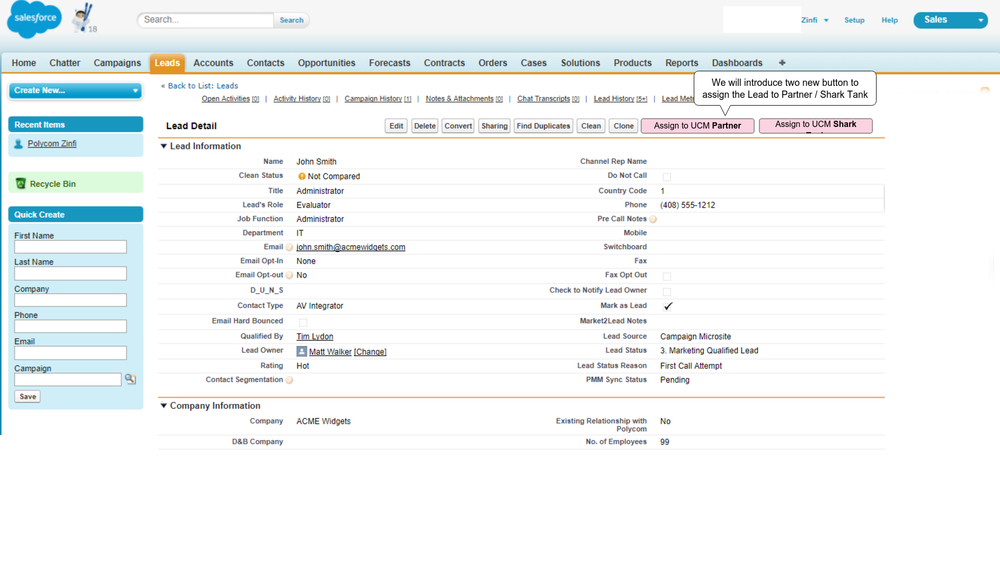 salesforce
18
Search...
Search
Zinfi
Setup
Help
Sales
Home Chatter Campaigns Leads Accounts Contacts Opportunities Forecasts Contracts Orders Cases Solutions Products Reports Dashboards +
We will introduce two new button to
assign the Lead to Partner / Shark Tank
Create New...
Recent Items
Polycom Zinfi
Recycle Bin
Quick Create
First Name
Last Name
Company
Phone
Email
Campaign
Save
« Back to List: Leads
Open Activities [0] | Activity History [0] | Campaign History [1] | Notes & Attachments [0] | Chat Transcripts [0] | Lead History [5+] | Lead
Lead Detail
Edit Delete Convert Sharing Find Duplicates Clean Clone Assign to UCM Partner Assign to UCM Shark
Lead Information
Name John Smith Channel Rep Name
Clean Status Not Compared Do Not Call
Title Administrator Country Code 1
Lead's Role Evaluator Phone (408) 555-1212
Job Function Administrator Pre Call Notes ?
Department IT Mobile
Email ? john.smith@acmewidgets.com Switchboard
Email Opt-In None Fax
Email Opt-out ? No Fax Opt Out
D_U_N_S Check to Notify Lead Owner
Contact Type AV Integrator Mark as Lead ✓
Email Hard Bounced Market2Lead Notes
Qualified By Tim Lydon Lead Source Campaign Microsite
Lead Owner Matt Walker [Change] Lead Status 3. Marketing Qualified Lead
Rating Hot Lead Status Reason First Call Attempt
Contact Segmentation ? PMM Sync Status Pending
Company Information
Company ACME Widgets Existing Relationship with No
Polycom
D&B Company No. of Employees 99